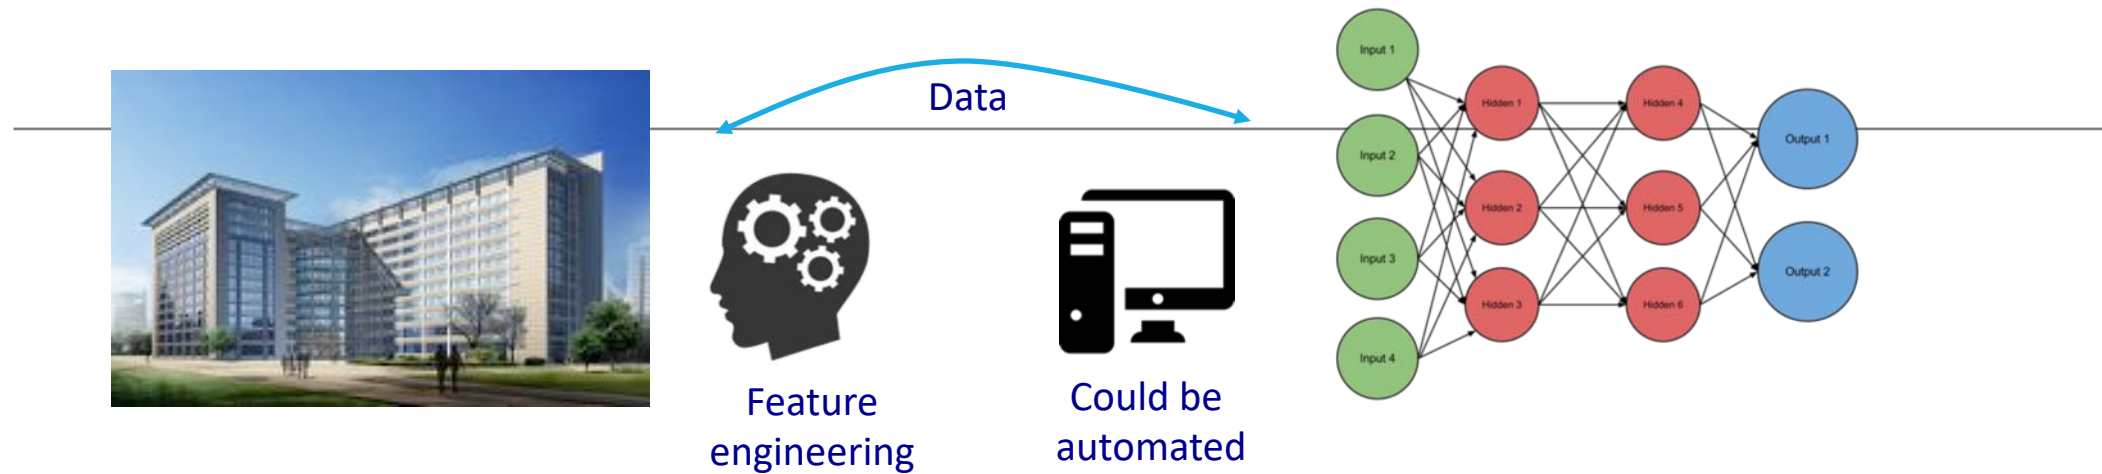 Data
Feature
engineering
Could be
automated
Input 1
Input 2
Input 3
Input 4
Hidden 1
Hidden 2
Hidden 3
Hidden 4
Hidden 5
Hidden 6
Output 1
Output 2